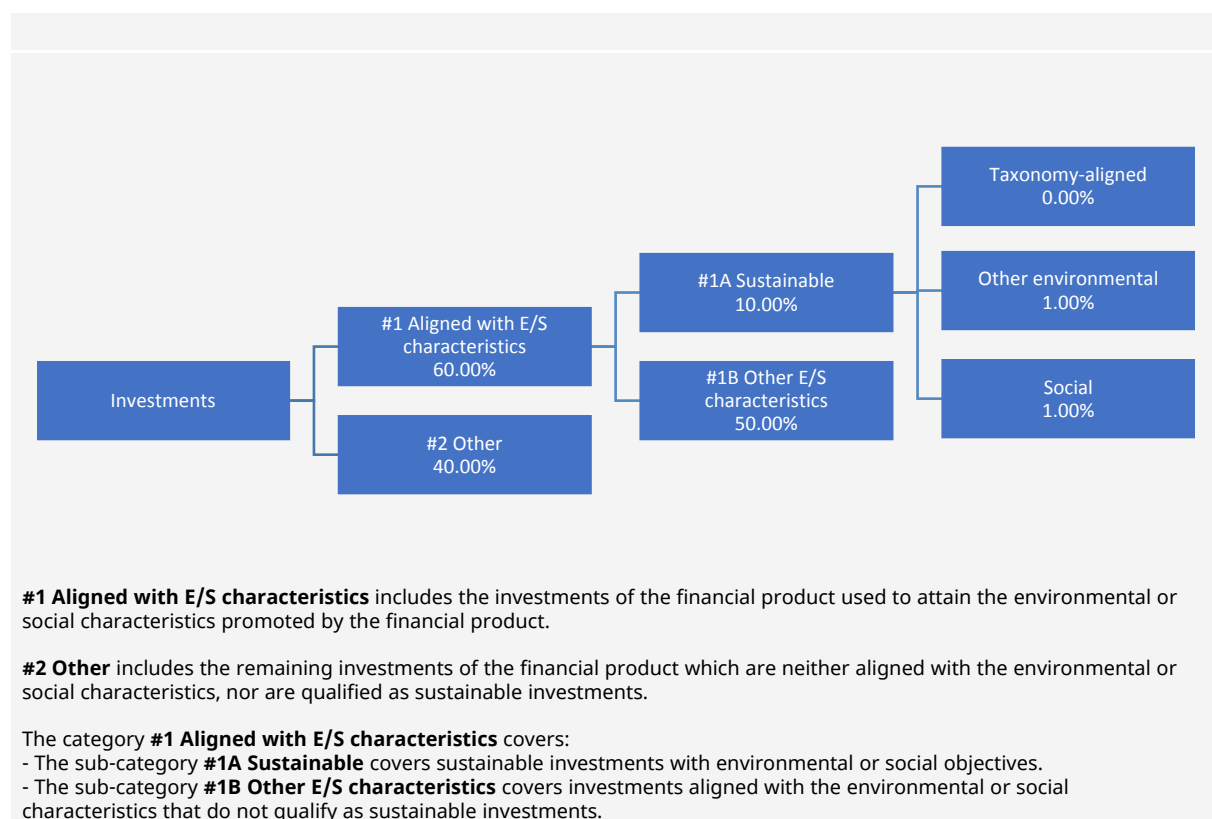 Taxonomy-aligned
0.00%
#1A Sustainable
10.00%
Other environmental
1.00%
#1 Aligned with E/S
characteristics
60.00%
Investments
#1B Other E/S
characteristics
50.00%
Social
1.00%
#2 Other
40.00%
#1 Aligned with E/S characteristics includes the investments of the financial product used to attain the environmental or
social characteristics promoted by the financial product.
#2 Other includes the remaining investments of the financial product which are neither aligned with the environmental or
social characteristics, nor are qualified as sustainable investments.
The category #1 Aligned with E/S characteristics covers:
- The sub-category #1A Sustainable covers sustainable investments with environmental or social objectives.
- The sub-category #1B Other E/S characteristics covers investments aligned with the environmental or social
characteristics that do not qualify as sustainable investments.